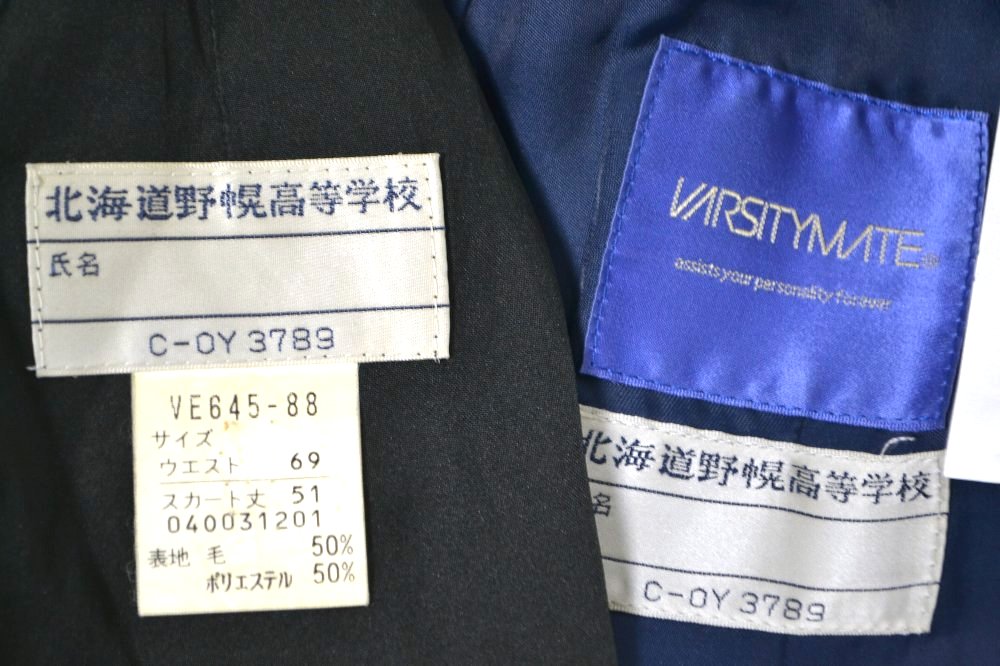 北海道野幌高等学校
氏名
C-OY 3789
VE645-88
サイズ
ウエスト 69
スカート丈 51
040031201
表地 毛 50%
ポリエステル 50%
VARSITYMATE
assists your personality forever
北海道野幌高等学校
名
C-OY 3789